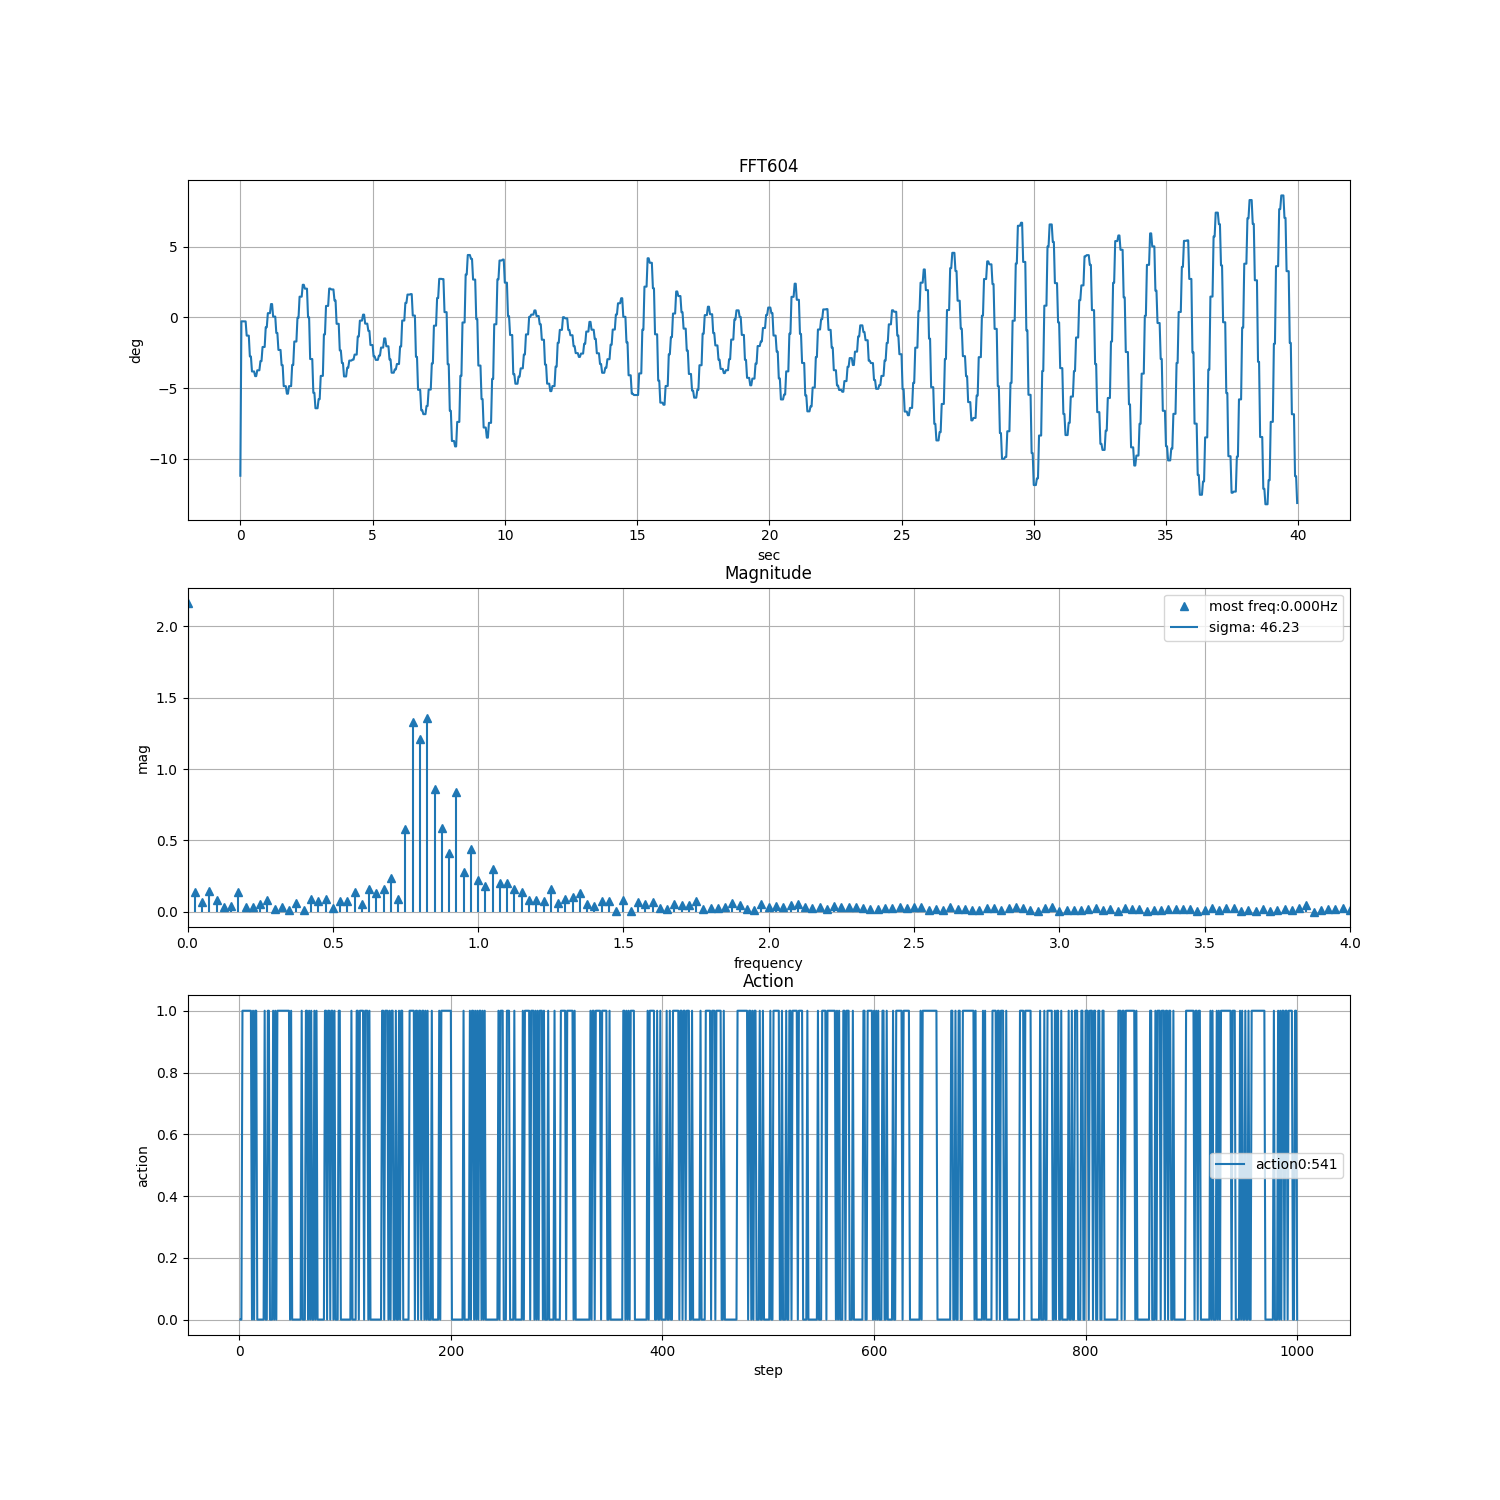 FFT604
5
0
−5
−10
deg
0 5 10 15 20 25 30 35 40
sec
Magnitude
most freq:0.000Hz
sigma: 46.23
2.0
1.5
1.0
0.5
0.0
mag
0.0 0.5 1.0 1.5 2.0 2.5 3.0 3.5 4.0
frequency
Action
1.0
0.8
0.6
0.4
0.2
0.0
action
action0:541
0 200 400 600 800 1000
step